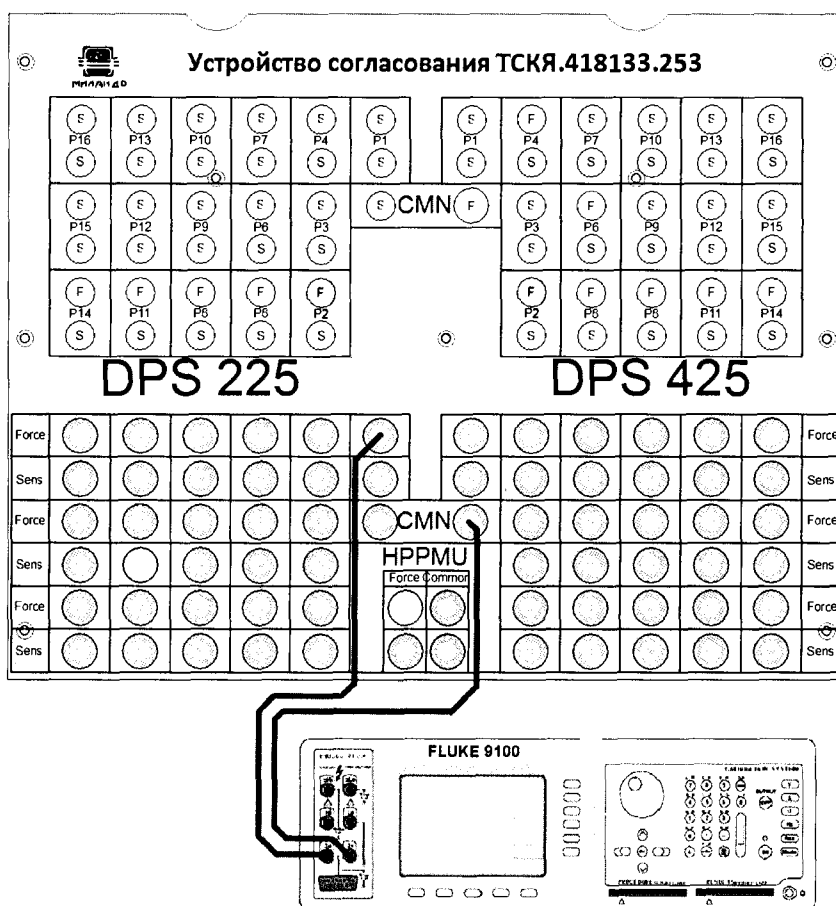 Устройство согласования ТСКЯ.418133.253
МИЛАНДР
S S S S S S S F S S S S
P16 P13 P10 P7 P4 P1 P1 P4 P7 P10 P13 P16
S S S S S S S S S S S S
S S S S S S CMN F S F S S S
P15 P12 P9 P6 P3 P3 P6 P9 P12 P15
S S S S S S S S S S
F F F F F F F F F F
P14 P11 P8 P8 P2 P2 P8 P8 P11 P14
S S S S S S S S S S
DPS 225 DPS 425
Force Force
Sens Sens
Force CMN Force
HPPMU
Sens Sens
Force Common
Force Force
Sens Sens
FLUKE 9100